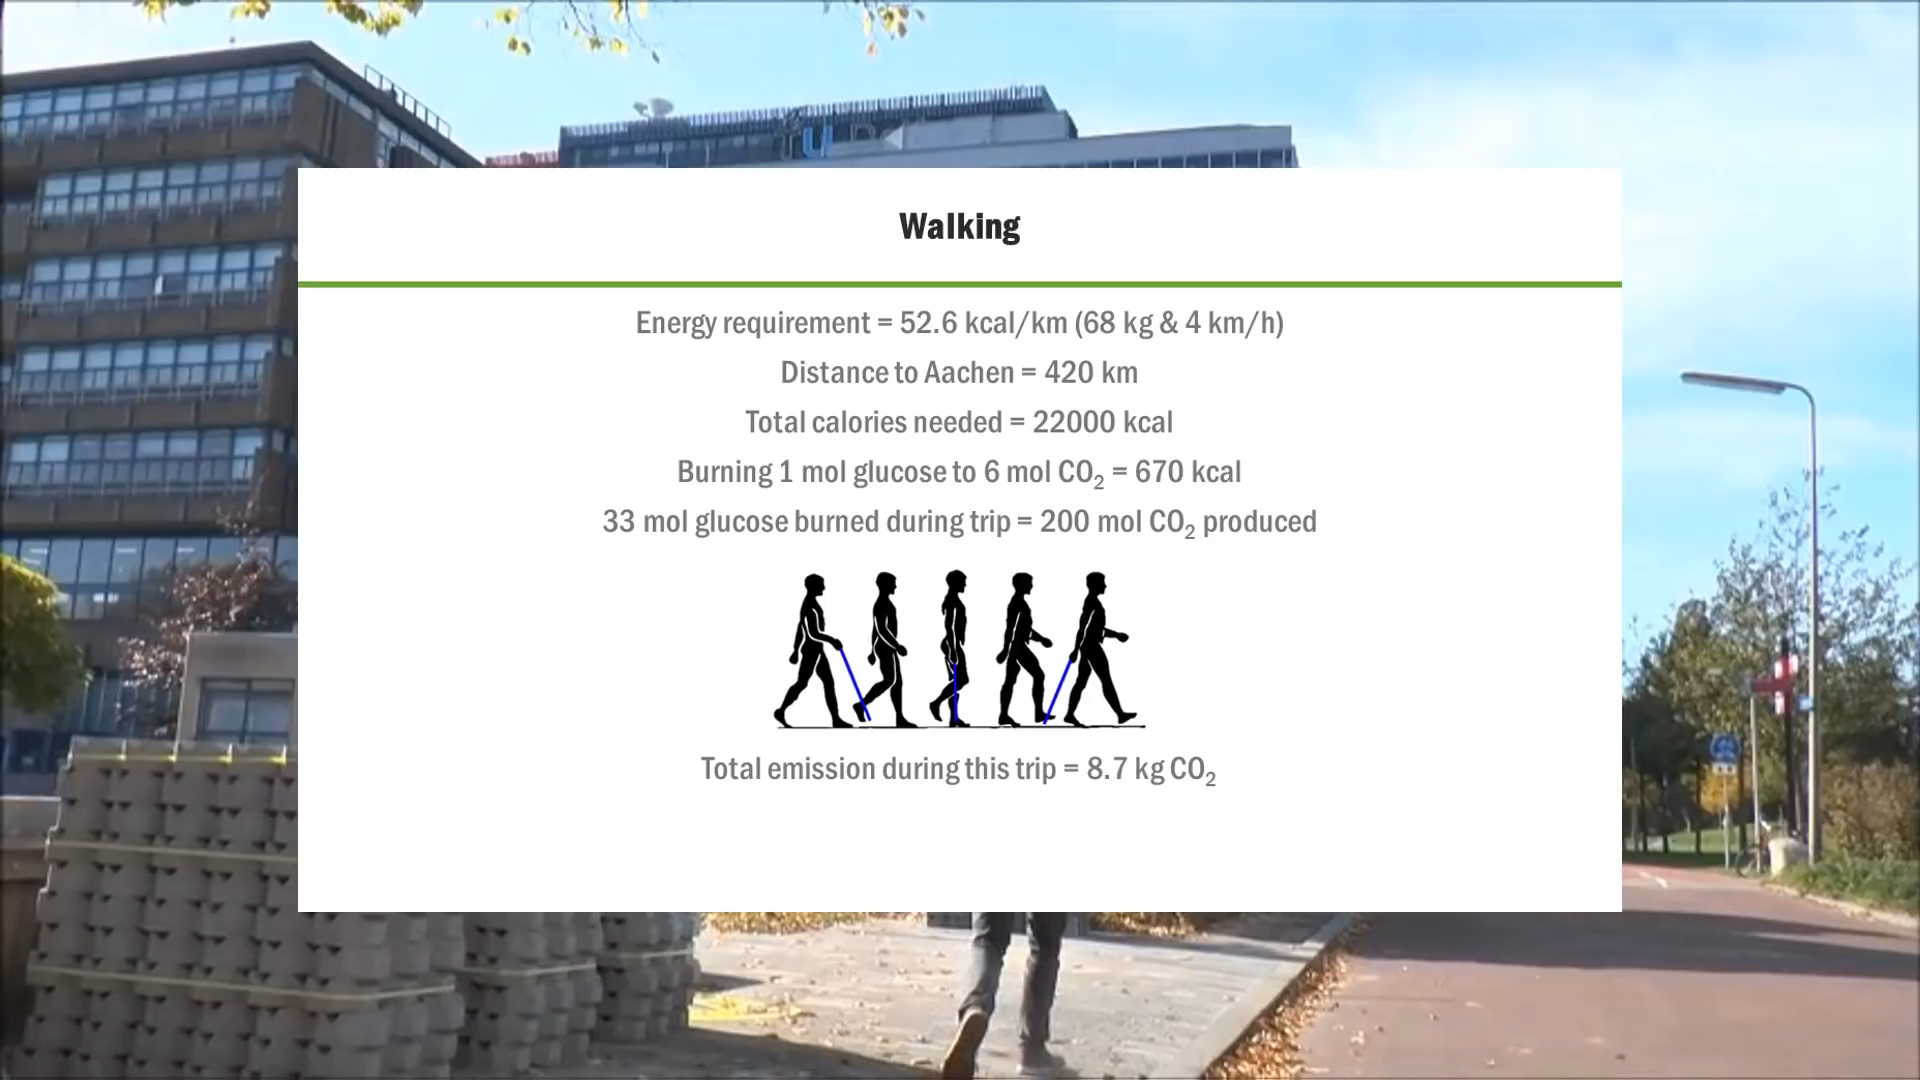 Walking
Energy requirement = 52.6 kcal/km (68 kg & 4 km/h)
Distance to Aachen = 420 km
Total calories needed = 22000 kcal
Burning 1 mol glucose to 6 mol CO₂ = 670 kcal
33 mol glucose burned during trip = 200 mol CO₂ produced
Total emission during this trip = 8.7 kg CO₂